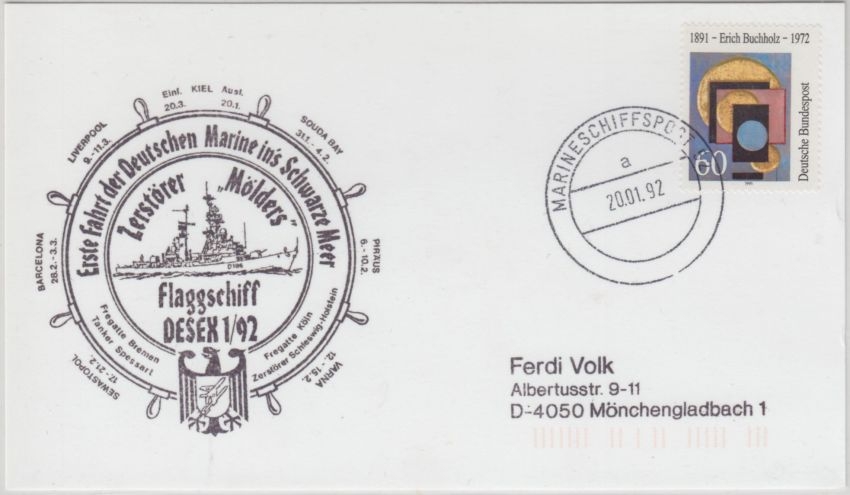 Einl. KIEL Ausl.
20.3. 20.1.
SOUDA BAY
31.1. - 4.2.
PIRÄUS
6. - 10.2.
VARNA
12. - 15.2.
SEWASTOPOL
17. - 21.2.
BARCELONA
28.2. - 3.3.
LIVERPOOL
9. - 11.3.
Erste Fahrt der Deutschen Marine in's Schwarze Meer
Zerstörer "Mölders"
D186
Flaggschiff
DESEX 1/92
Fregatte Bremen
Tanker Spessart
Fregatte Köln
Zerstörer Schleswig-Holstein
MARINESCHIFFSPOST
a
20.01.92
1891 - Erich Buchholz - 1972
Deutsche Bundespost
60
Ferdi Volk
Albertusstr. 9-11
D-4050 Mönchengladbach 1